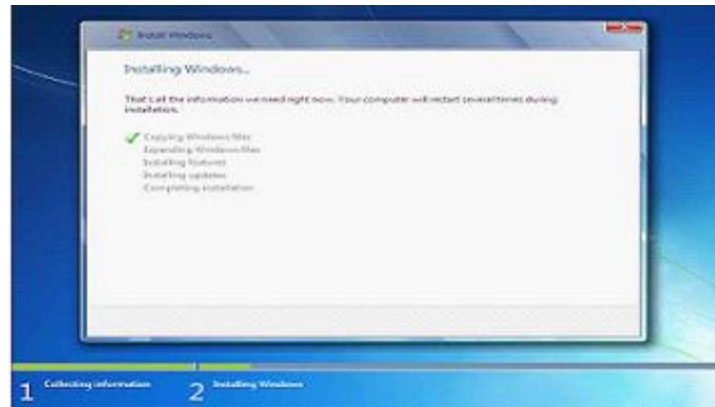 Install Windows
Installing Windows...
That's all the information we need right now. Your computer will restart several times during
installation.
Copying Windows files
Expanding Windows files
Installing features
Installing updates
Completing installation
1 Collecting information 2 Installing Windows